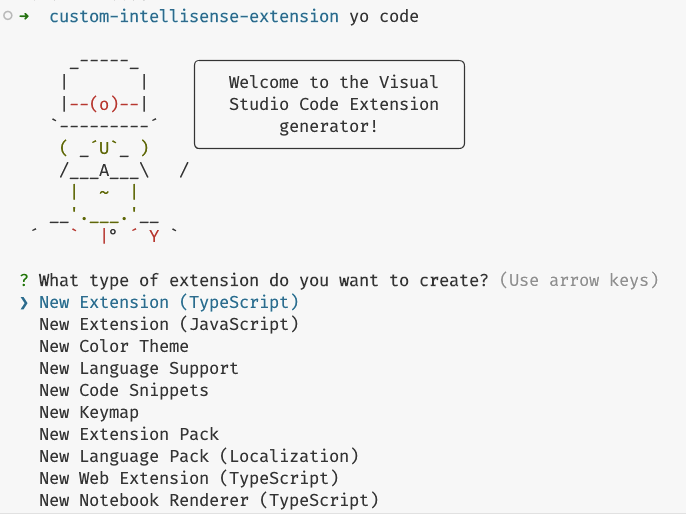 ○ ➜  custom-intellisense-extension yo code

     _-----_
    |       |
    |--(o)--|
   `---------´
    ( _´U`_ )
    /___A___\   /
     |  ~  |
   __'.___.'__
 ´   `  |° ´ Y `
Welcome to the Visual
Studio Code Extension
generator!

? What type of extension do you want to create? (Use arrow keys)
❯ New Extension (TypeScript)
  New Extension (JavaScript)
  New Color Theme
  New Language Support
  New Code Snippets
  New Keymap
  New Extension Pack
  New Language Pack (Localization)
  New Web Extension (TypeScript)
  New Notebook Renderer (TypeScript)